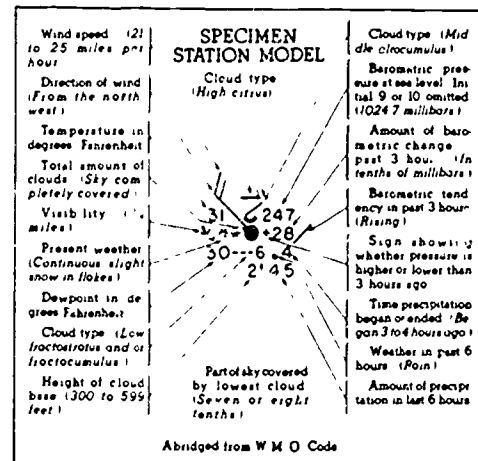 SPECIMEN
STATION MODEL
Cloud type
(High citrus)
Wind speed (21
to 25 miles per
hour
Direction of wind
(From the north
west)
Temperature in
degrees Fahrenheit
Total amount of
clouds (Sky com
pletely covered)
Visibility
miles)
Present weather
(Continuous slight
snow in flakes)
Dewpoint in de
grees Fahrenheit
Cloud type (Low
fractostratus and or
fractocumulus)
Height of cloud
base (300 to 599
feet)
31 247
+28
30 6 4
2 45
Part of sky covered
by lowest cloud
(Seven or eight
tenths)
Cloud type (Mid
dle cirocumulus)
Barometric pres-
eure at sea level. Ini
tial 9 or 10 omitted
(1024 7 millibars)
Amount of baro-
metric change
past 3 hour (In
tenths of millibars)
Barometric tend
ency in past 3 hours
(Rising)
Sign showing
whether pressure is
higher or lower than
3 hours ago
Time precipitation
began or ended (Be
gan 3 to 4 hours ago)
Weather in past 6
hours (Rain)
Amount of precipi
tation in last 6 hours
Abridged from W M O Code